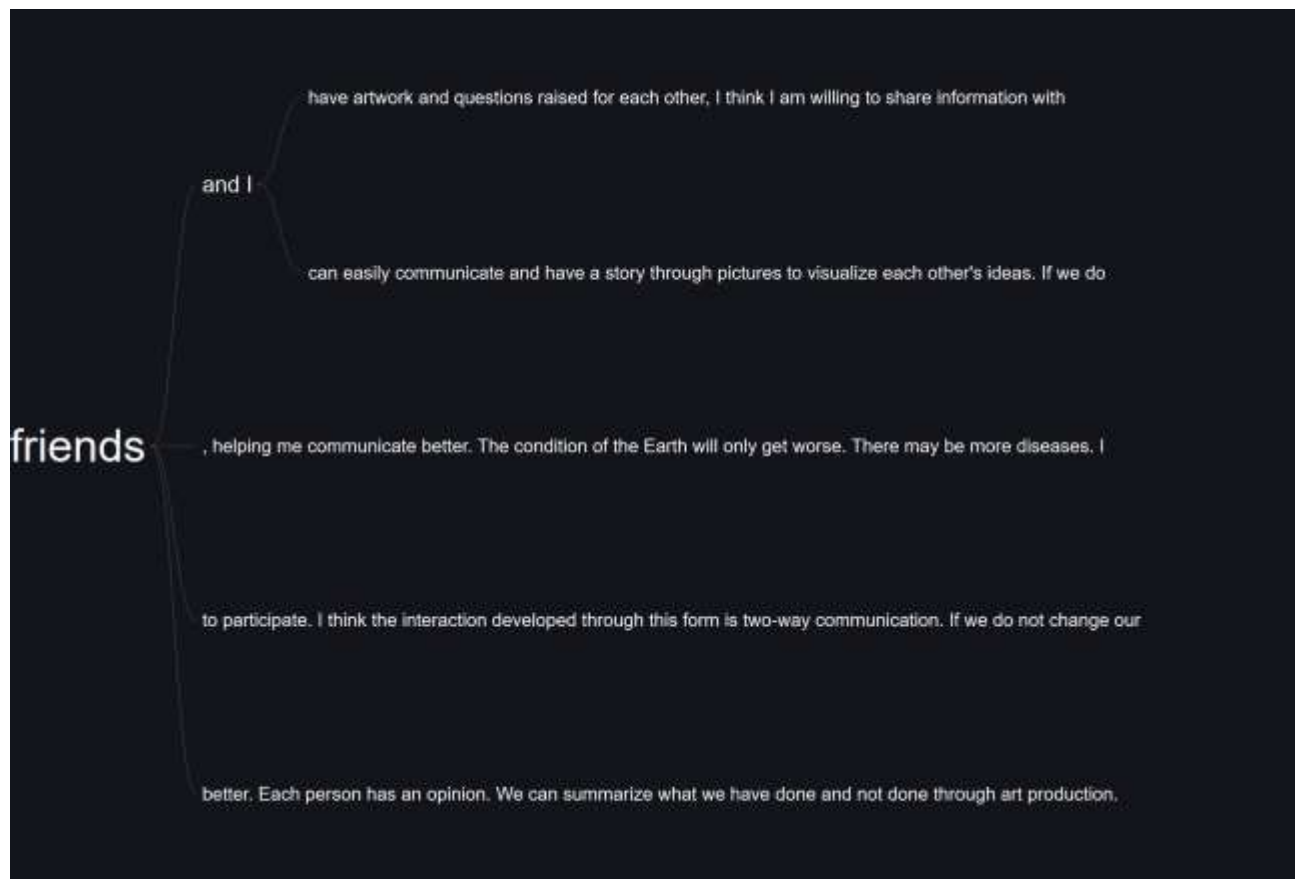 have artwork and questions raised for each other, I think I am willing to share information with
and I
can easily communicate and have a story through pictures to visualize each other's ideas. If we do
friends
, helping me communicate better. The condition of the Earth will only get worse. There may be more diseases. I
to participate. I think the interaction developed through this form is two-way communication. If we do not change our
better. Each person has an opinion. We can summarize what we have done and not done through art production.